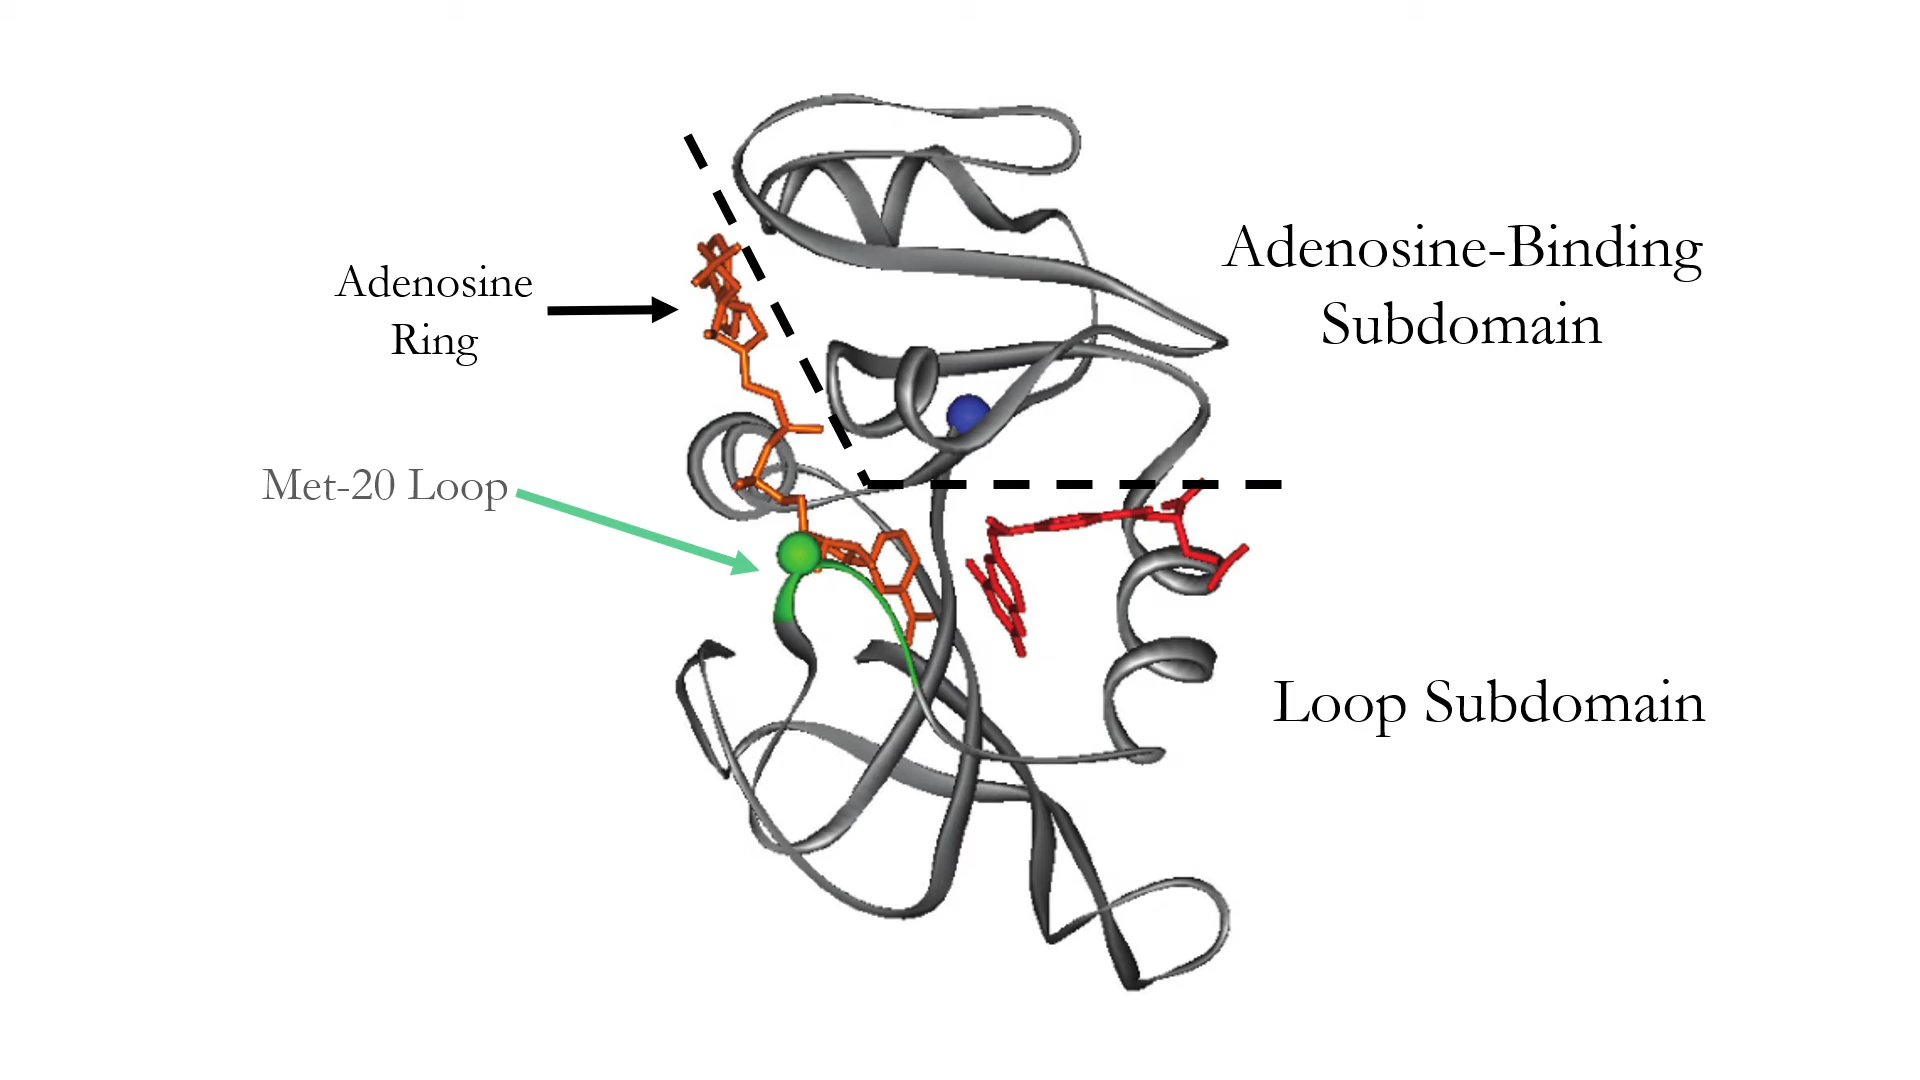 Adenosine-Binding
Subdomain
Adenosine
Ring
Met-20 Loop
Loop Subdomain